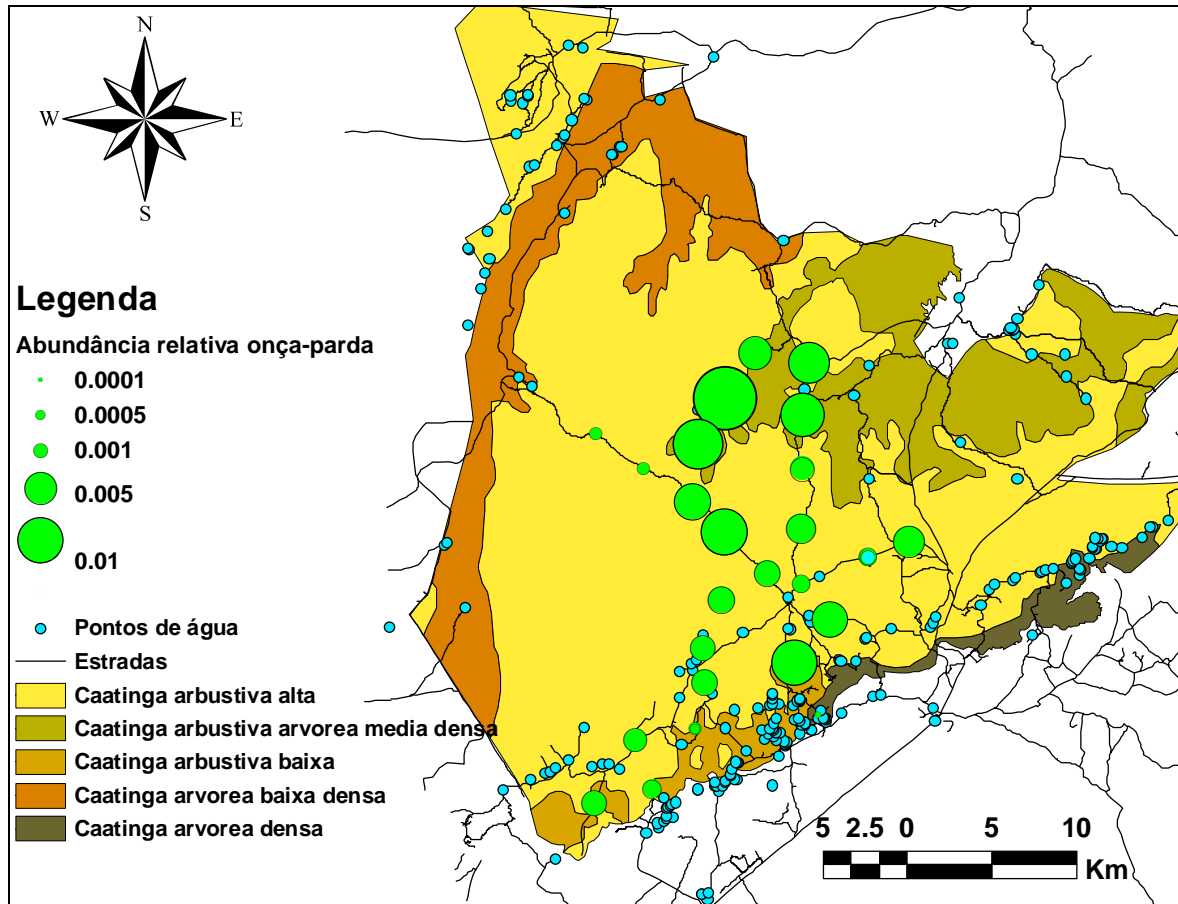 N
W
E
S
Legenda
Abundância relativa onça-parda
0.0001
0.0005
0.001
0.005
0.01
Pontos de água
Estradas
Caatinga arbustiva alta
Caatinga arbustiva arvorea media densa
Caatinga arbustiva baixa
Caatinga arvorea baixa densa
Caatinga arvorea densa
5 2.5 0 5 10
Km